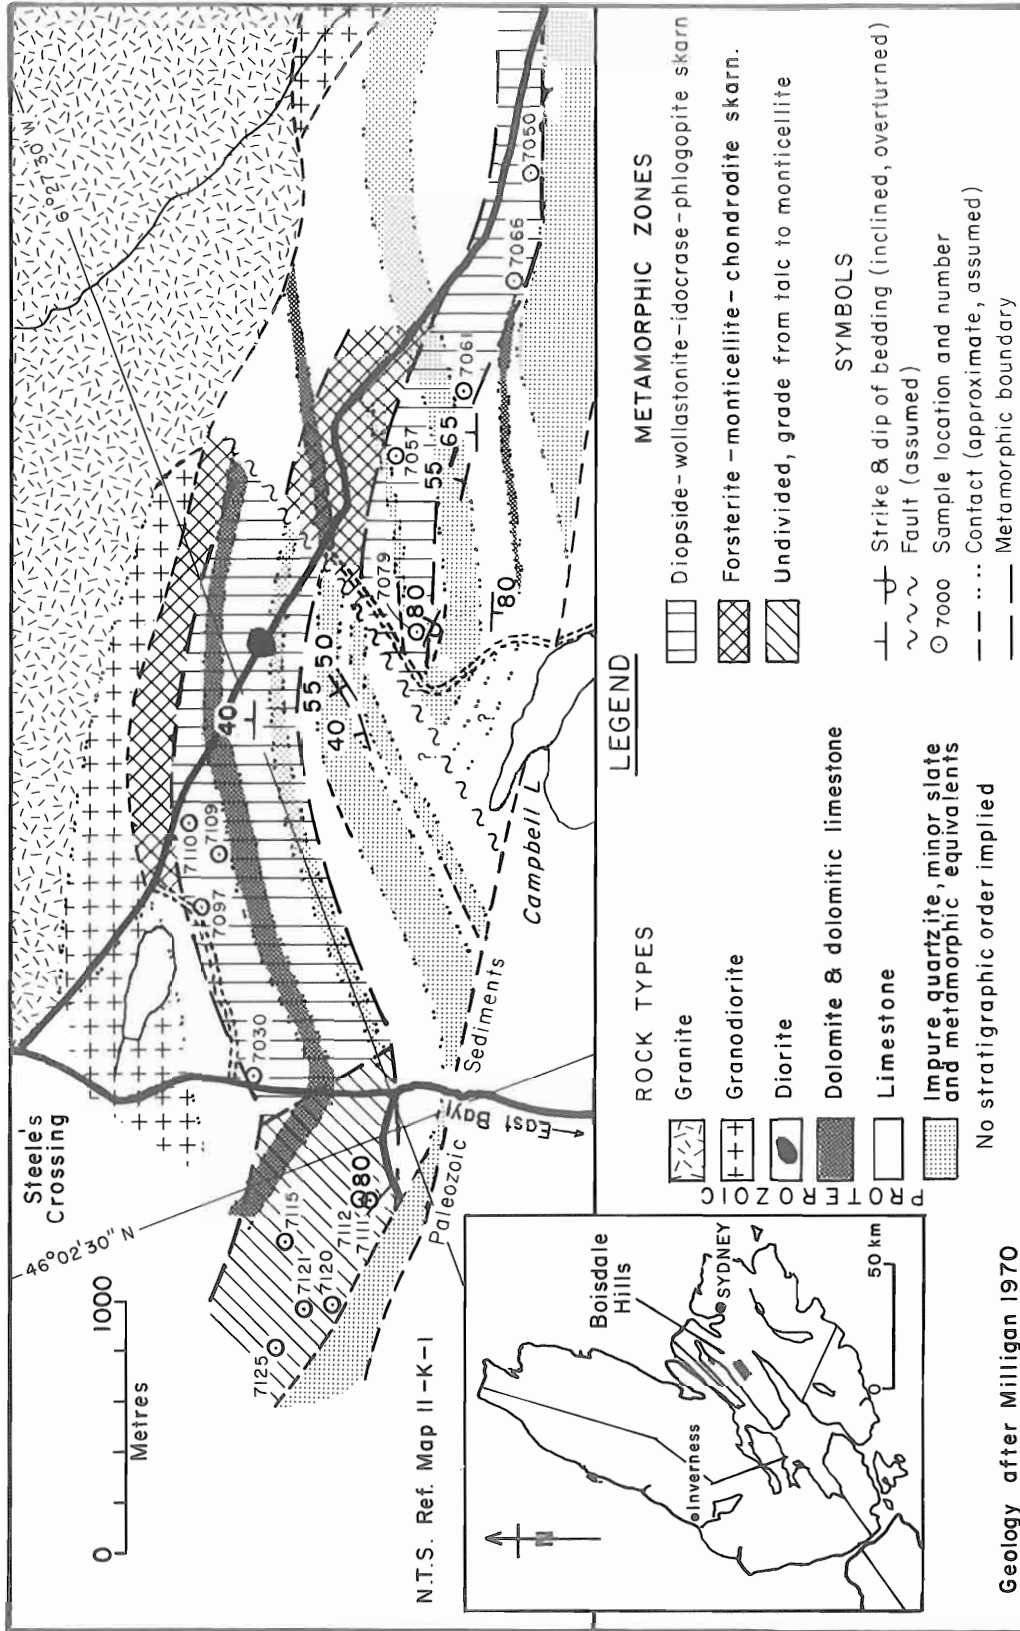 Steele's
Crossing
46°02'30" N
6°02'30" N
0
1000
Metres
N.T.S. Ref. Map 11-K-1
7125
7121
7120
7115
7112
7111
80
7030
7097
7110
7109
40
55
50
40
7079
80
7057
55
65
7061
80
7066
7050
?
?
East Bay
Paleozoic
Sediments
Campbell L.
Boisdale
Hills
SYDNEY
Inverness
N
0
50 km
LEGEND
ROCK TYPES
PROTEROZOIC
Granite
Granodiorite
Diorite
Dolomite & dolomitic limestone
Limestone
Impure quartzite, minor slate
and metamorphic equivalents
No stratigraphic order implied
METAMORPHIC ZONES
Diopside-wollastonite-idocrase-phlogopite skarn
Forsterite-monticellite-chondrodite skarn.
Undivided, grade from talc to monticellite
SYMBOLS
Strike & dip of bedding (inclined, overturned)
Fault (assumed)
7000 Sample location and number
Contact (approximate, assumed)
Metamorphic boundary
Geology after Milligan 1970